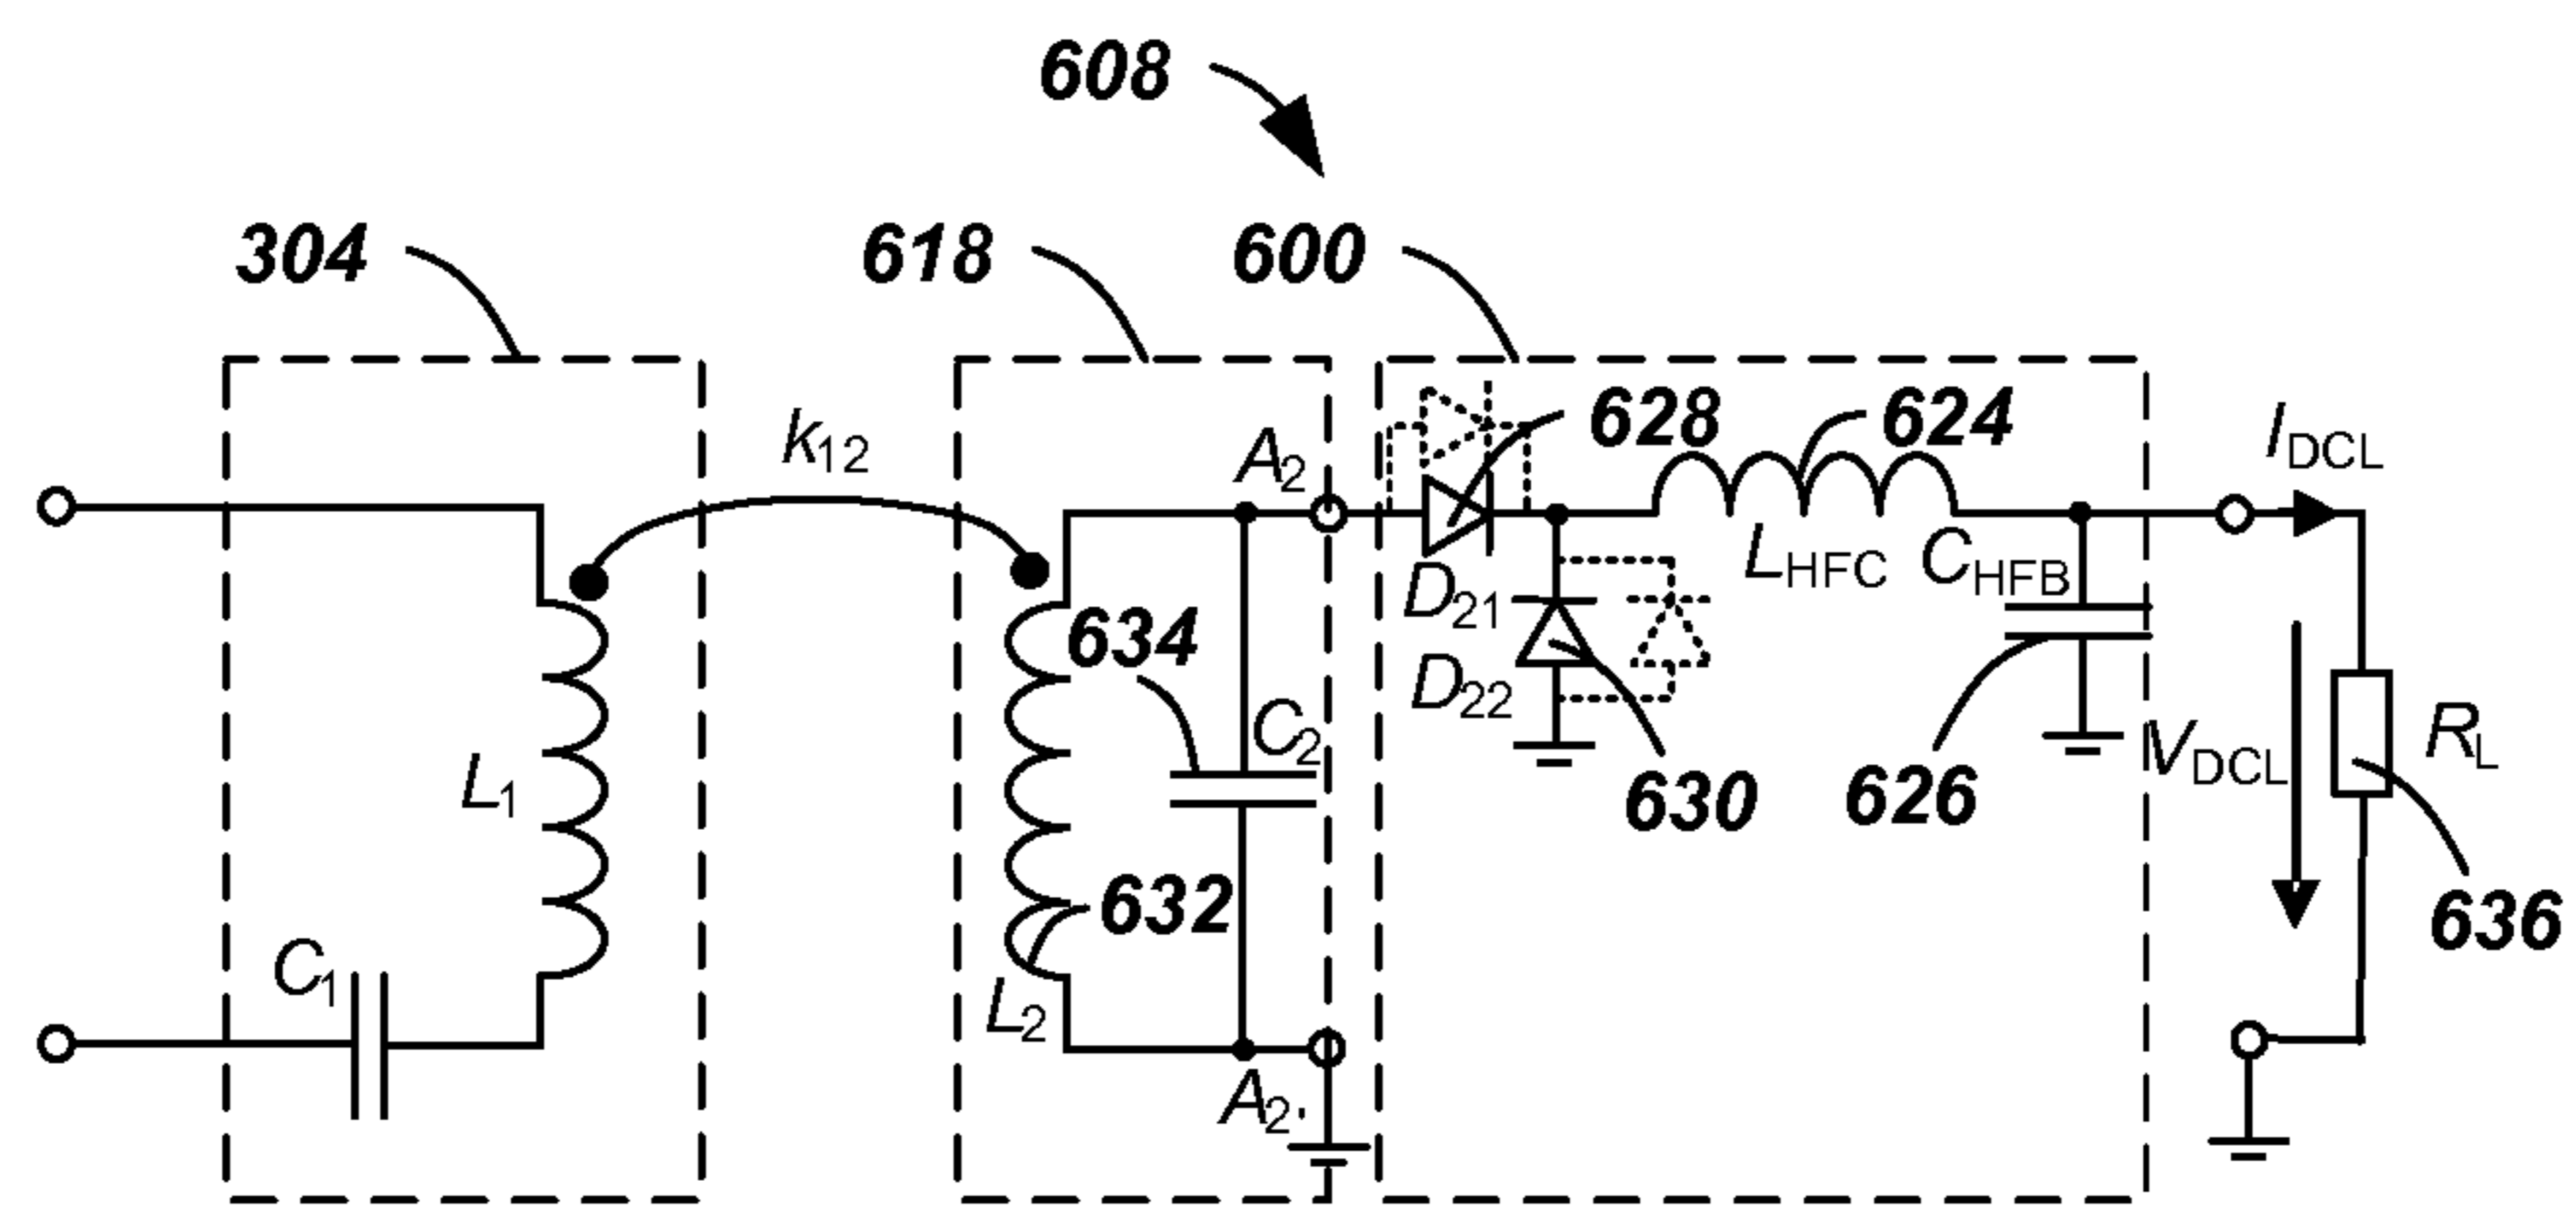 608
304
618
600
k12
A2
628
624
IDCL
D21
LHFC
CHFB
634
D22
C2
L1
630
626
VDCL
RL
632
636
C1
L2
A2'